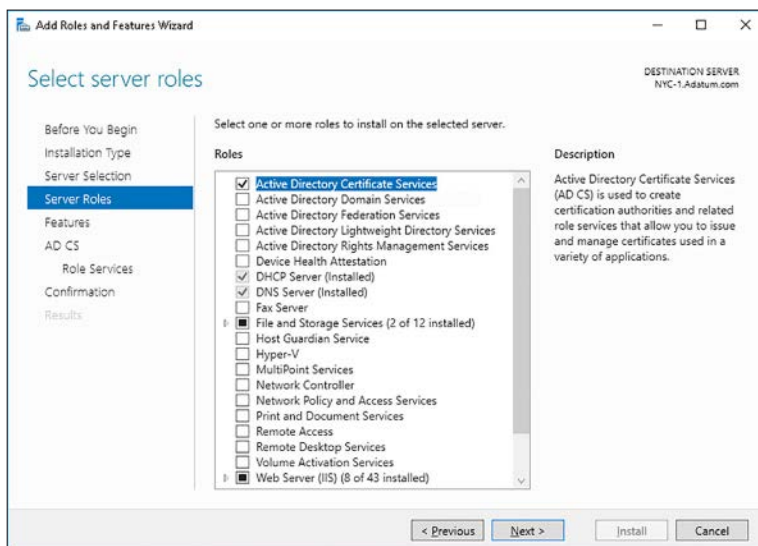 Add Roles and Features Wizard
Select server roles
DESTINATION SERVER
NYC-1.Adatum.com
Before You Begin
Installation Type
Server Selection
Server Roles
Features
AD CS
Role Services
Confirmation
Results
Select one or more roles to install on the selected server.
Roles
Active Directory Certificate Services
Active Directory Domain Services
Active Directory Federation Services
Active Directory Lightweight Directory Services
Active Directory Rights Management Services
Device Health Attestation
DHCP Server (Installed)
DNS Server (Installed)
Fax Server
File and Storage Services (2 of 12 installed)
Host Guardian Service
Hyper-V
MultiPoint Services
Network Controller
Network Policy and Access Services
Print and Document Services
Remote Access
Remote Desktop Services
Volume Activation Services
Web Server (IIS) (8 of 43 installed)
Description
Active Directory Certificate Services
(AD CS) is used to create
certification authorities and related
role services that allow you to issue
and manage certificates used in a
variety of applications.
< Previous
Next >
Install
Cancel